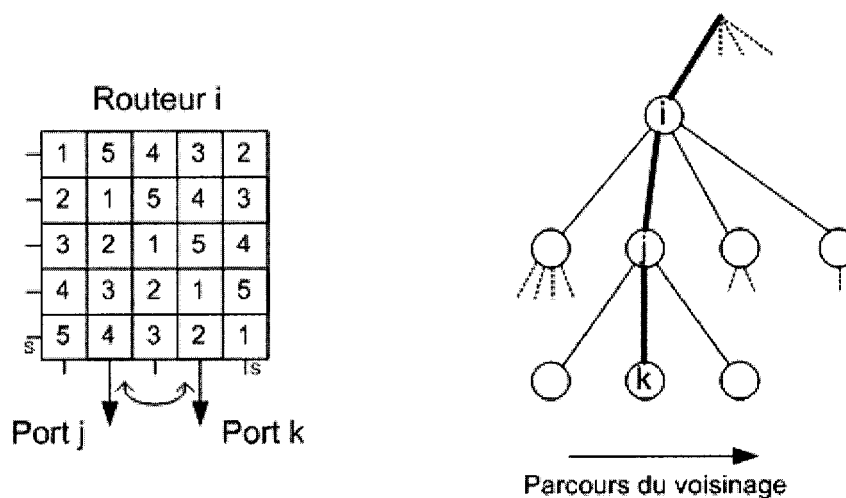 Routeur i
1 5 4 3 2
2 1 5 4 3
3 2 1 5 4
4 3 2 1 5
5 4 3 2 1
s̄
s
Port j
Port k
i
j
k
Parcours du voisinage